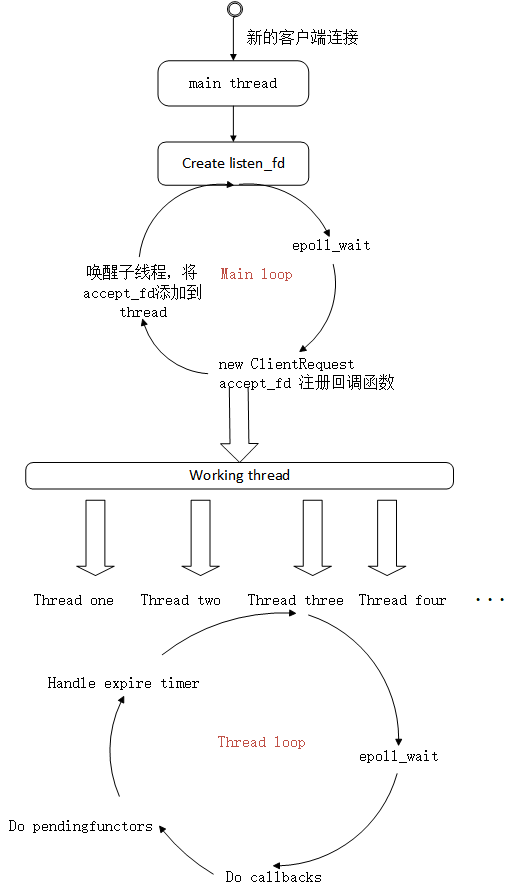 新的客户端连接
main thread
Create listen_fd
epoll_wait
唤醒子线程，将
accept_fd添加到
thread
Main loop
new ClientRequest
accept_fd 注册回调函数
Working thread
Thread one
Thread two
Thread three
Thread four
···
Handle expire timer
Thread loop
epoll_wait
Do pendingfunctors
Do callbacks